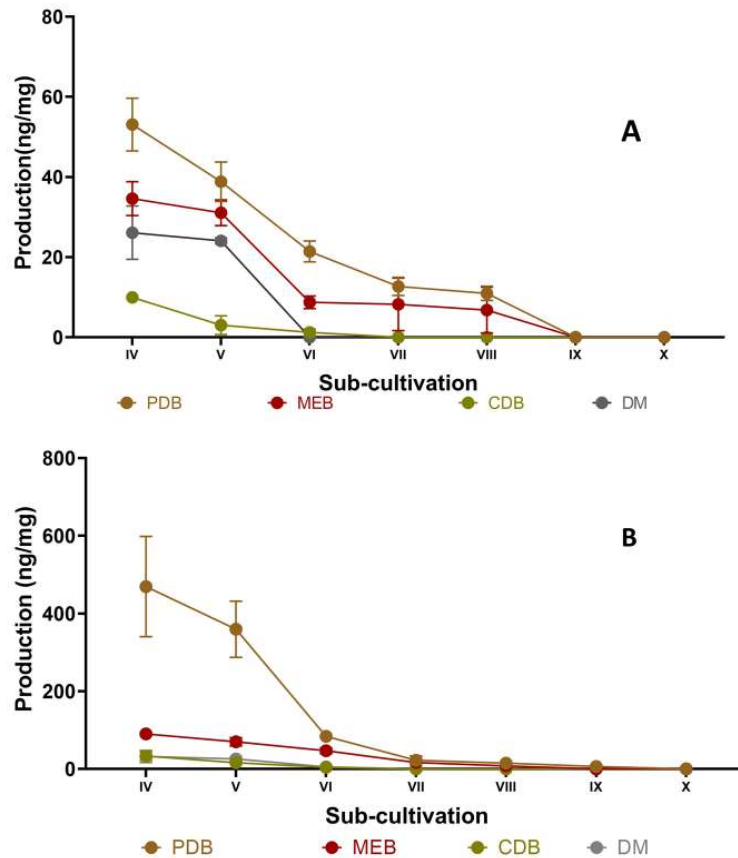 80
60
40
20
0
Production(ng/mg)
A
IV V VI VII VIII IX X
Sub-cultivation
PDB MEB CDB DM
800
600
400
200
0
Production (ng/mg)
B
IV V VI VII VIII IX X
Sub-cultivation
PDB MEB CDB DM